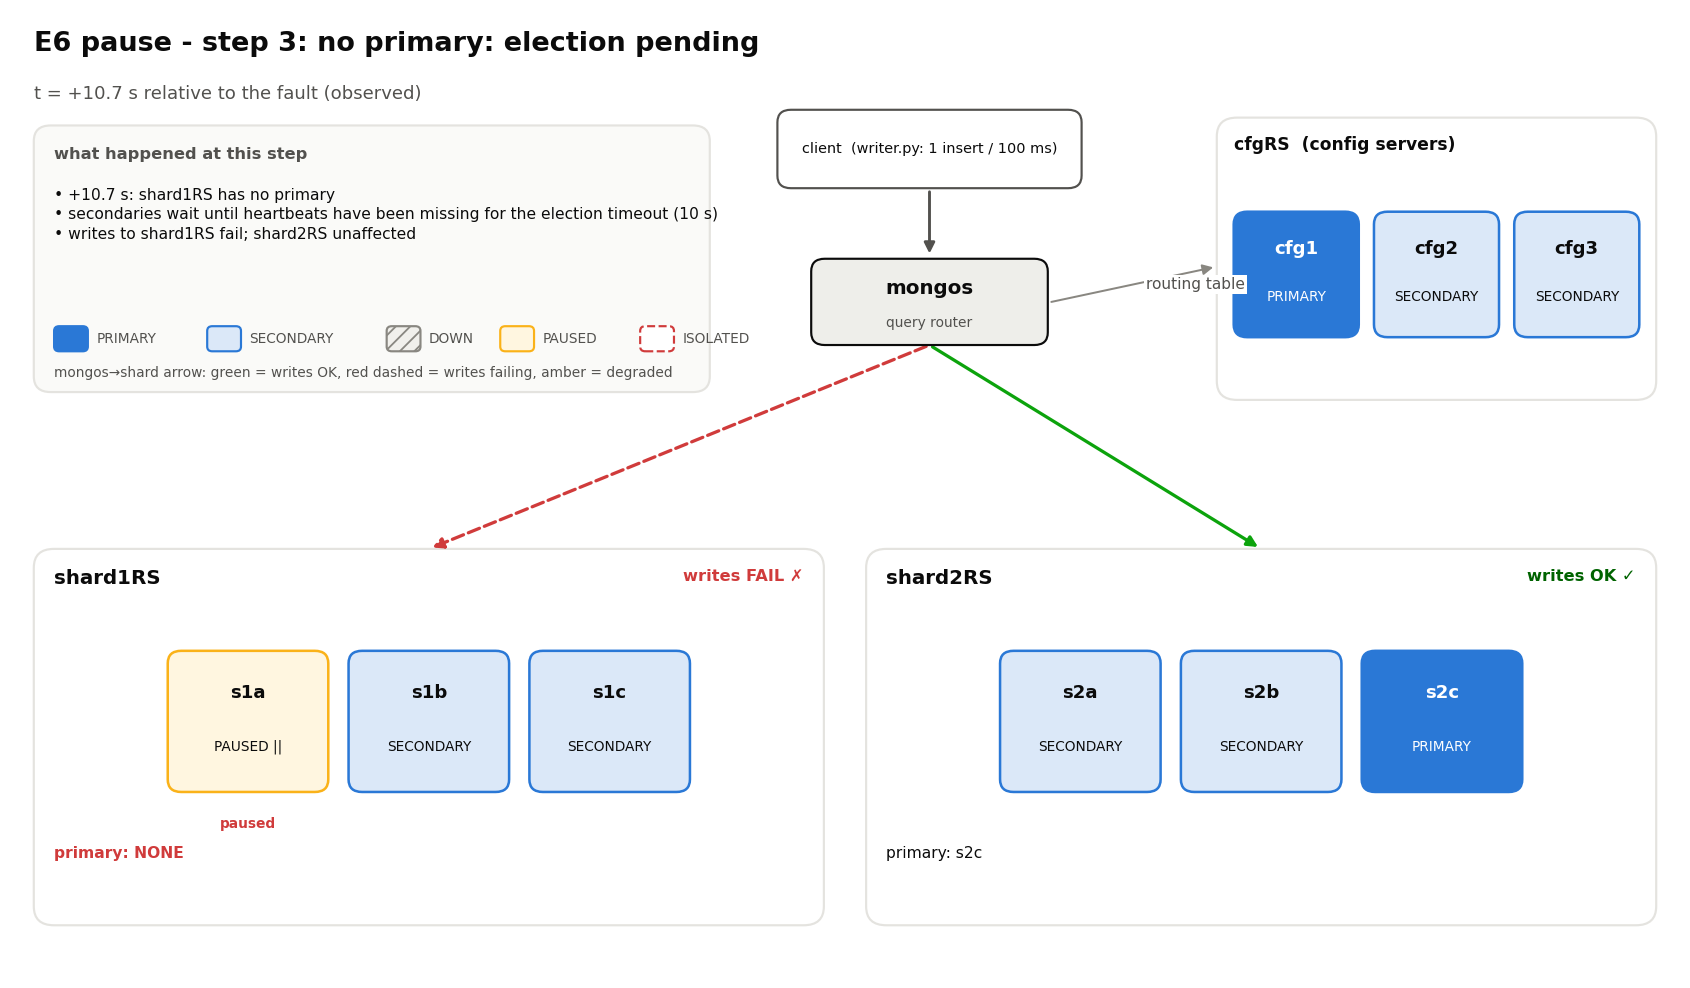 E6 pause - step 3: no primary: election pending
t = +10.7 s relative to the fault (observed)
what happened at this step
• +10.7 s: shard1RS has no primary
• secondaries wait until heartbeats have been missing for the election timeout (10 s)
• writes to shard1RS fail; shard2RS unaffected
PRIMARY SECONDARY DOWN PAUSED ISOLATED
mongos→shard arrow: green = writes OK, red dashed = writes failing, amber = degraded
client (writer.py: 1 insert / 100 ms)
mongos
query router
routing table
cfgRS (config servers)
cfg1 cfg2 cfg3
PRIMARY SECONDARY SECONDARY
shard1RS writes FAIL ✗
s1a s1b s1c
PAUSED || SECONDARY SECONDARY
paused
primary: NONE
shard2RS writes OK ✓
s2a s2b s2c
SECONDARY SECONDARY PRIMARY
primary: s2c